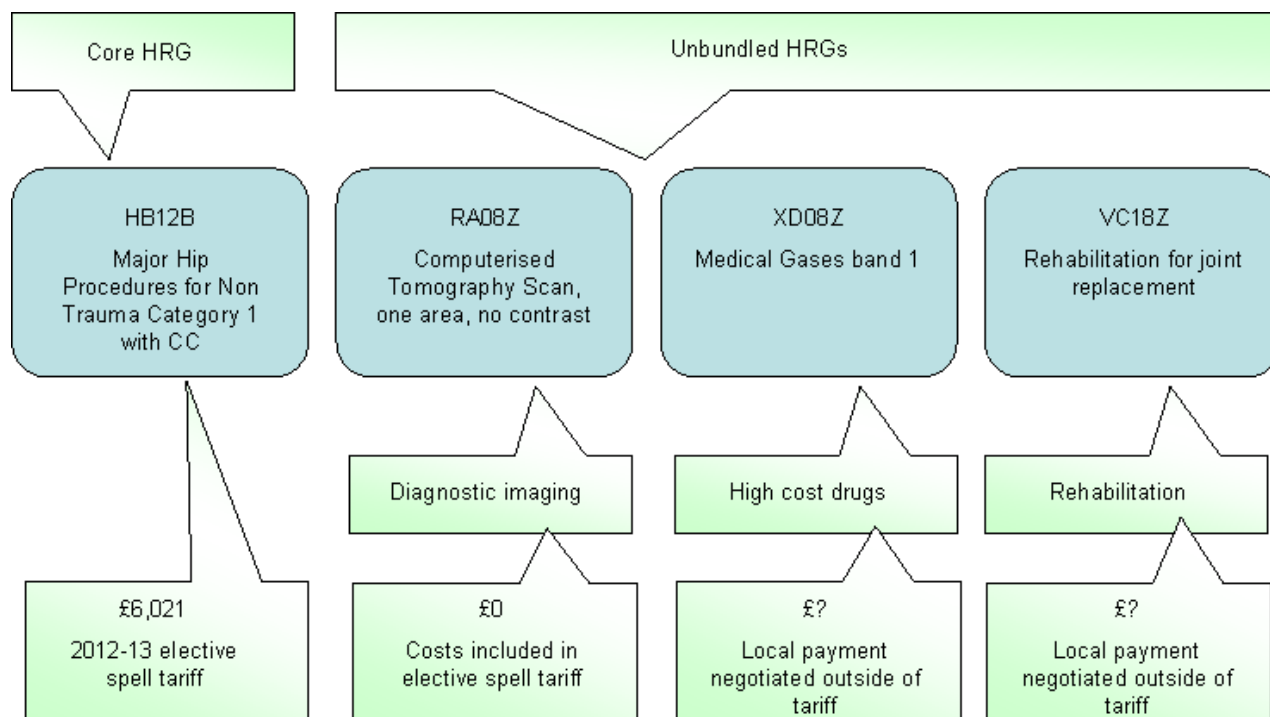 Core HRG
Unbundled HRGs
HB12B
Major Hip
Procedures for Non
Trauma Category 1
with CC
RA08Z
Computerised
Tomography Scan,
one area, no contrast
XD08Z
Medical Gases band 1
VC18Z
Rehabilitation for joint
replacement
Diagnostic imaging
High cost drugs
Rehabilitation
£6,021
2012-13 elective
spell tariff
£0
Costs included in
elective spell tariff
£?
Local payment
negotiated outside of
tariff
£?
Local payment
negotiated outside of
tariff